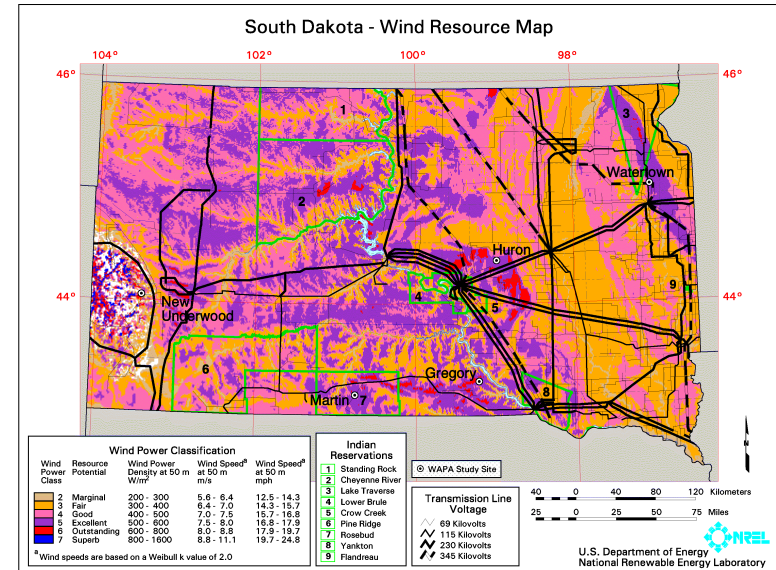 South Dakota - Wind Resource Map
104° 102° 100° 98°
46° 46°
1
3
Watertown
2
Huron
9
44° 44°
New
Underwood
4
5
6
Gregory
8
Martin
7
Wind Power Classification
Wind Power Class Resource Potential Wind Power Density at 50 m W/m² Wind Speedᵃ at 50 m m/s Wind Speedᵃ at 50 m mph
2 Marginal 200 - 300 5.6 - 6.4 12.5 - 14.3
3 Fair 300 - 400 6.4 - 7.0 14.3 - 15.7
4 Good 400 - 500 7.0 - 7.5 15.7 - 16.8
5 Excellent 500 - 600 7.5 - 8.0 16.8 - 17.9
6 Outstanding 600 - 800 8.0 - 8.8 17.9 - 19.7
7 Superb 800 - 1600 8.8 - 11.1 19.7 - 24.8
ᵃ Wind speeds are based on a Weibull k value of 2.0
Indian
Reservations
1 Standing Rock
2 Cheyenne River
3 Lake Traverse
4 Lower Brule
5 Crow Creek
6 Pine Ridge
7 Rosebud
8 Yankton
9 Flandreau
WAPA Study Site
Transmission Line
Voltage
69 Kilovolts
115 Kilovolts
230 Kilovolts
345 Kilovolts
40 0 40 80 120 Kilometers
25 0 25 50 75 Miles
NREL
U.S. Department of Energy
National Renewable Energy Laboratory